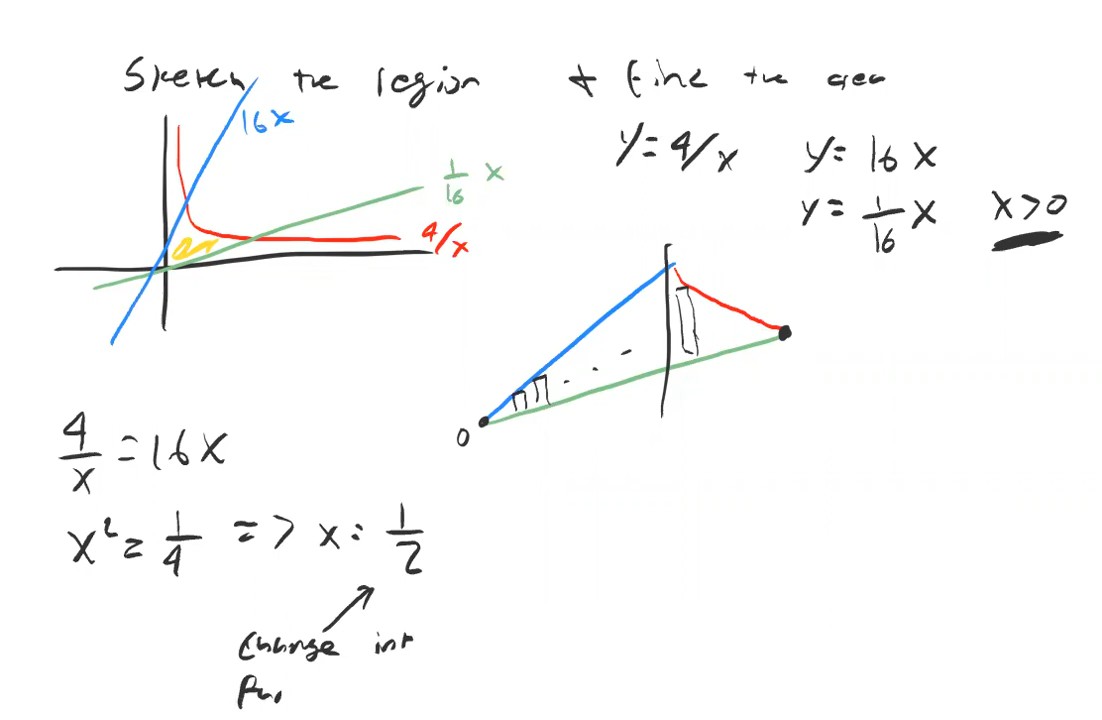 Sketch the region & find the area
16x
y = 4/x y = 16x
1/16 x
y = 1/16 x x > 0
4/x
0
4/x = 16x
x² = 1/4 => x = 1/2
Change int